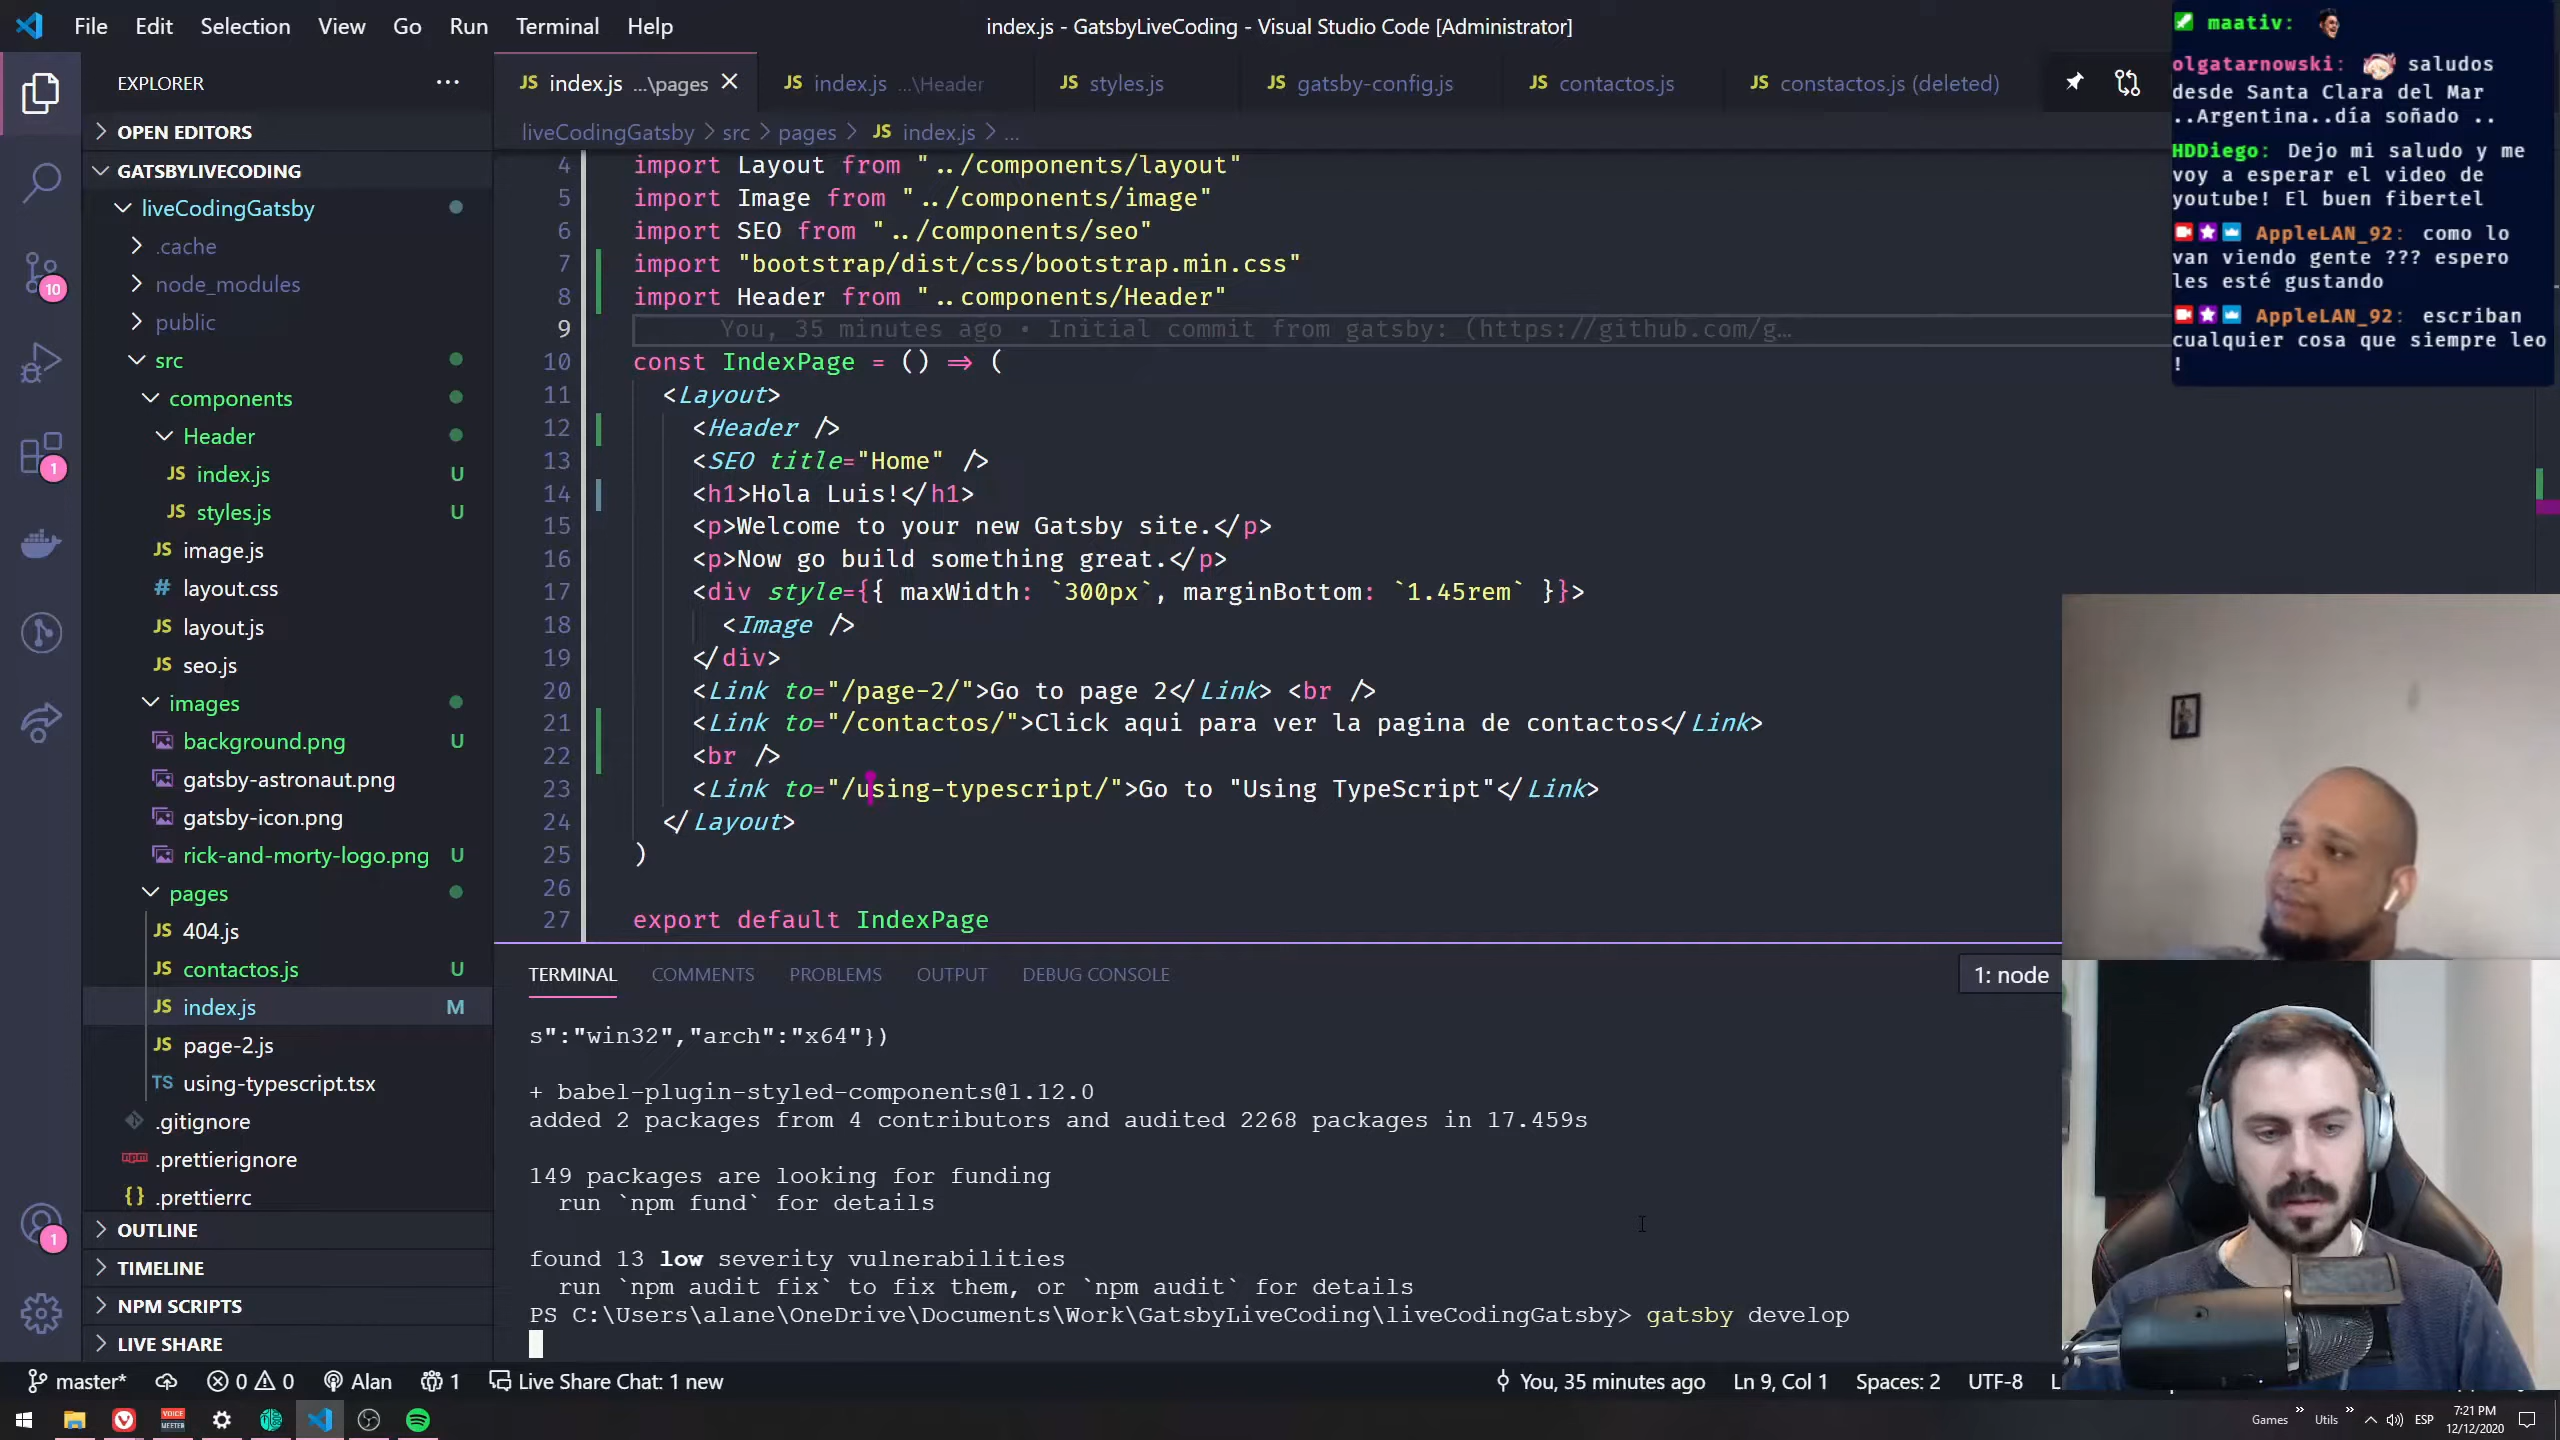 File Edit Selection View Go Run Terminal Help
index.js - GatsbyLiveCoding - Visual Studio Code [Administrator]
EXPLORER
OPEN EDITORS
GATSBYLIVECODING
liveCodingGatsby
.cache
node_modules
public
src
components
Header
index.js U
styles.js U
image.js
layout.css
layout.js
seo.js
images
background.png U
gatsby-astronaut.png
gatsby-icon.png
rick-and-morty-logo.png U
pages
404.js
contactos.js U
index.js M
page-2.js
using-typescript.tsx
.gitignore
.prettierignore
.prettierrc
OUTLINE
TIMELINE
NPM SCRIPTS
LIVE SHARE
10
1
1
index.js ...\pages
index.js ...\Header
styles.js
gatsby-config.js
contactos.js
constactos.js (deleted)
liveCodingGatsby > src > pages > JS index.js > ...
4 import Layout from "../components/layout"
5 import Image from "../components/image"
6 import SEO from "../components/seo"
7 import "bootstrap/dist/css/bootstrap.min.css"
8 import Header from "..components/Header"
9 You, 35 minutes ago • Initial commit from gatsby: (https://github.com/g…
10 const IndexPage = () => (
11 <Layout>
12 <Header />
13 <SEO title="Home" />
14 <h1>Hola Luis!</h1>
15 <p>Welcome to your new Gatsby site.</p>
16 <p>Now go build something great.</p>
17 <div style={{ maxWidth: `300px`, marginBottom: `1.45rem` }}>
18 <Image />
19 </div>
20 <Link to="/page-2/">Go to page 2</Link> <br />
21 <Link to="/contactos/">Click aqui para ver la pagina de contactos</Link>
22 <br />
23 <Link to="/using-typescript/">Go to "Using TypeScript"</Link>
24 </Layout>
25 )
26
27 export default IndexPage
TERMINAL COMMENTS PROBLEMS OUTPUT DEBUG CONSOLE
1: node
s":"win32","arch":"x64"})
+ babel-plugin-styled-components@1.12.0
added 2 packages from 4 contributors and audited 2268 packages in 17.459s
149 packages are looking for funding
run `npm fund` for details
found 13 low severity vulnerabilities
run `npm audit fix` to fix them, or `npm audit` for details
PS C:\Users\alane\OneDrive\Documents\Work\GatsbyLiveCoding\liveCodingGatsby> gatsby develop
maativ:
olgatarnowski: saludos
desde Santa Clara del Mar
..Argentina..día soñado ..
HDDiego: Dejo mi saludo y me
voy a esperar el video de
youtube! El buen fibertel
AppleLAN_92: como lo
van viendo gente ??? espero
les esté gustando
AppleLAN_92: escriban
cualquier cosa que siempre leo
!
master* 0 0 Alan 1 Live Share Chat: 1 new
You, 35 minutes ago Ln 9, Col 1 Spaces: 2 UTF-8
VOICE
MEETER
Games Utils ESP
7:21 PM
12/12/2020